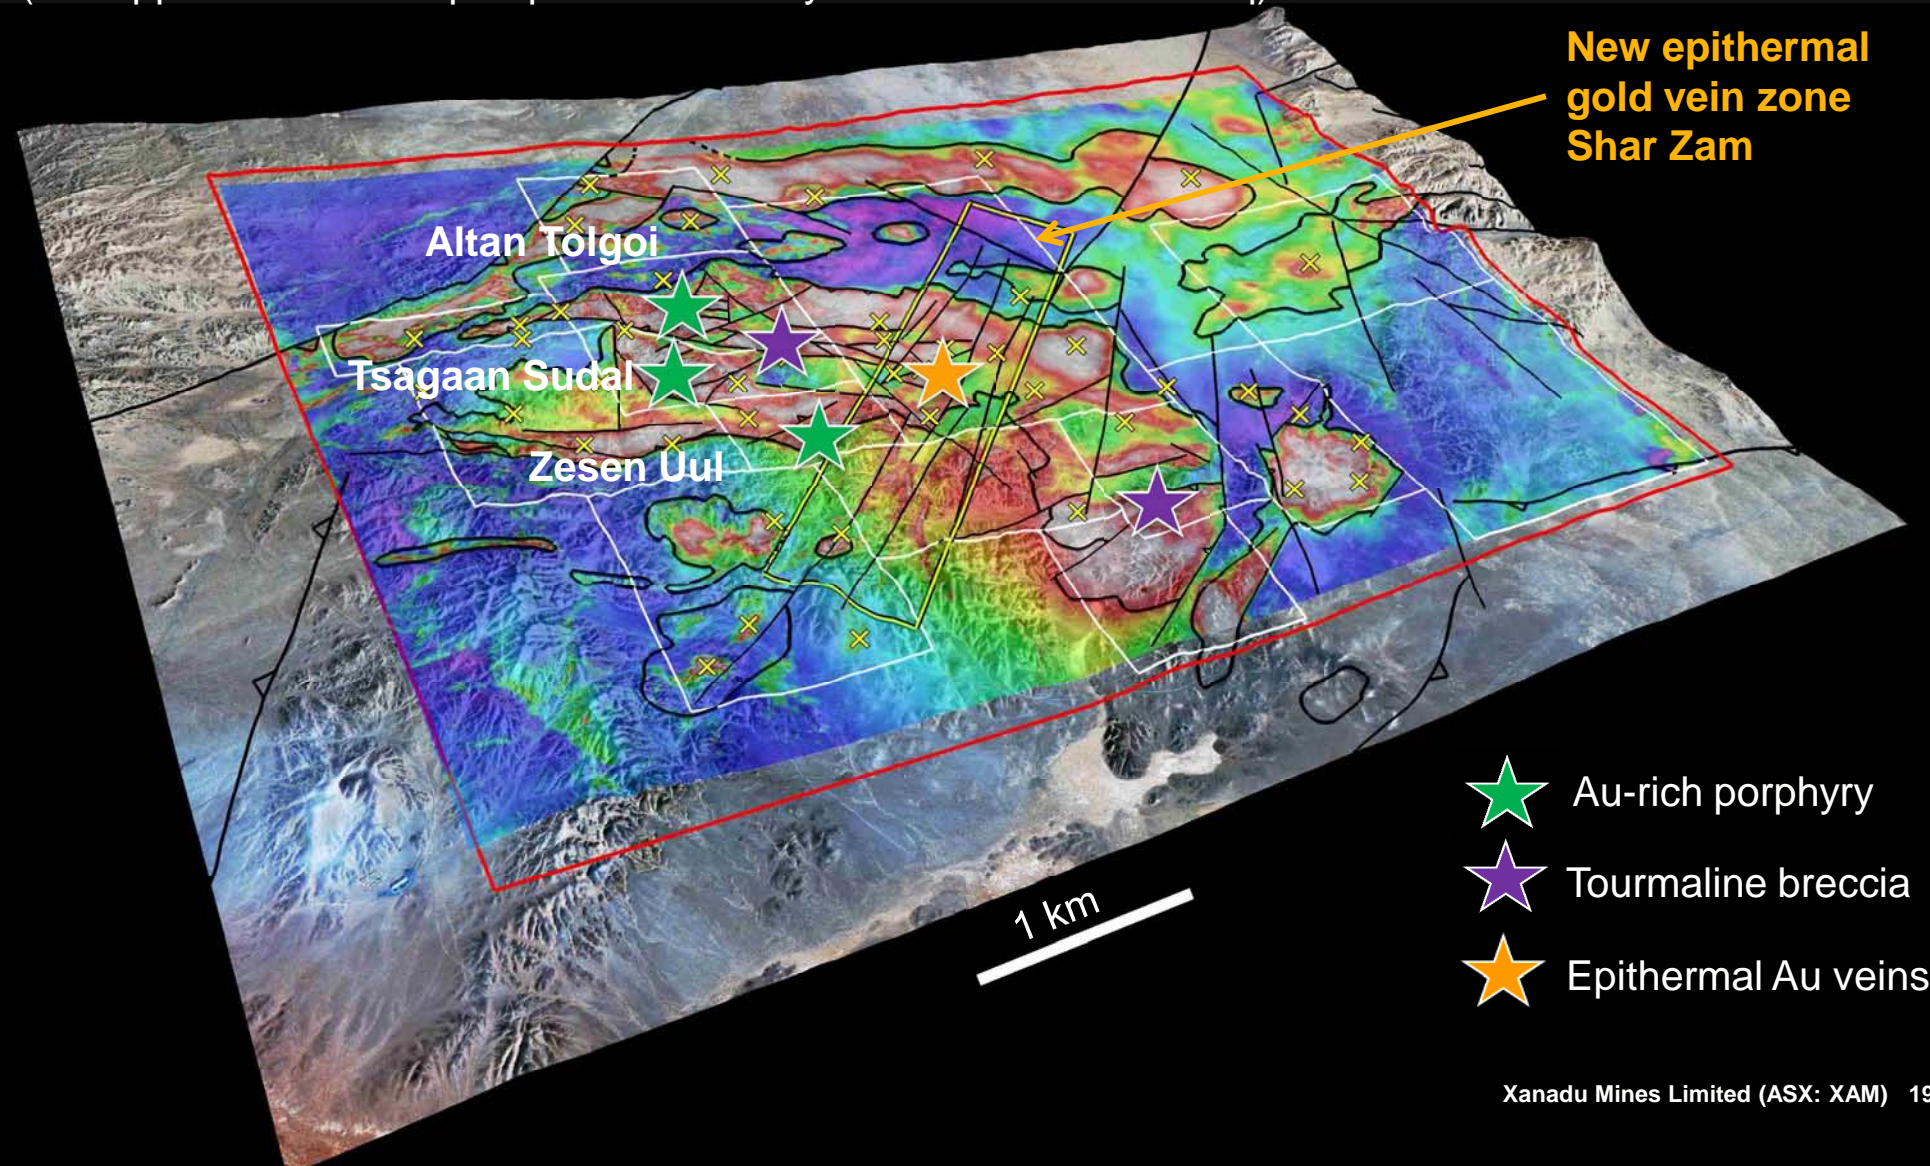 New epithermal
gold vein zone
Shar Zam
Altan Tolgoi
Tsagaan Sudal
Zesen Uul
1 km
Au-rich porphyry
Tourmaline breccia
Epithermal Au veins
Xanadu Mines Limited (ASX: XAM) 19